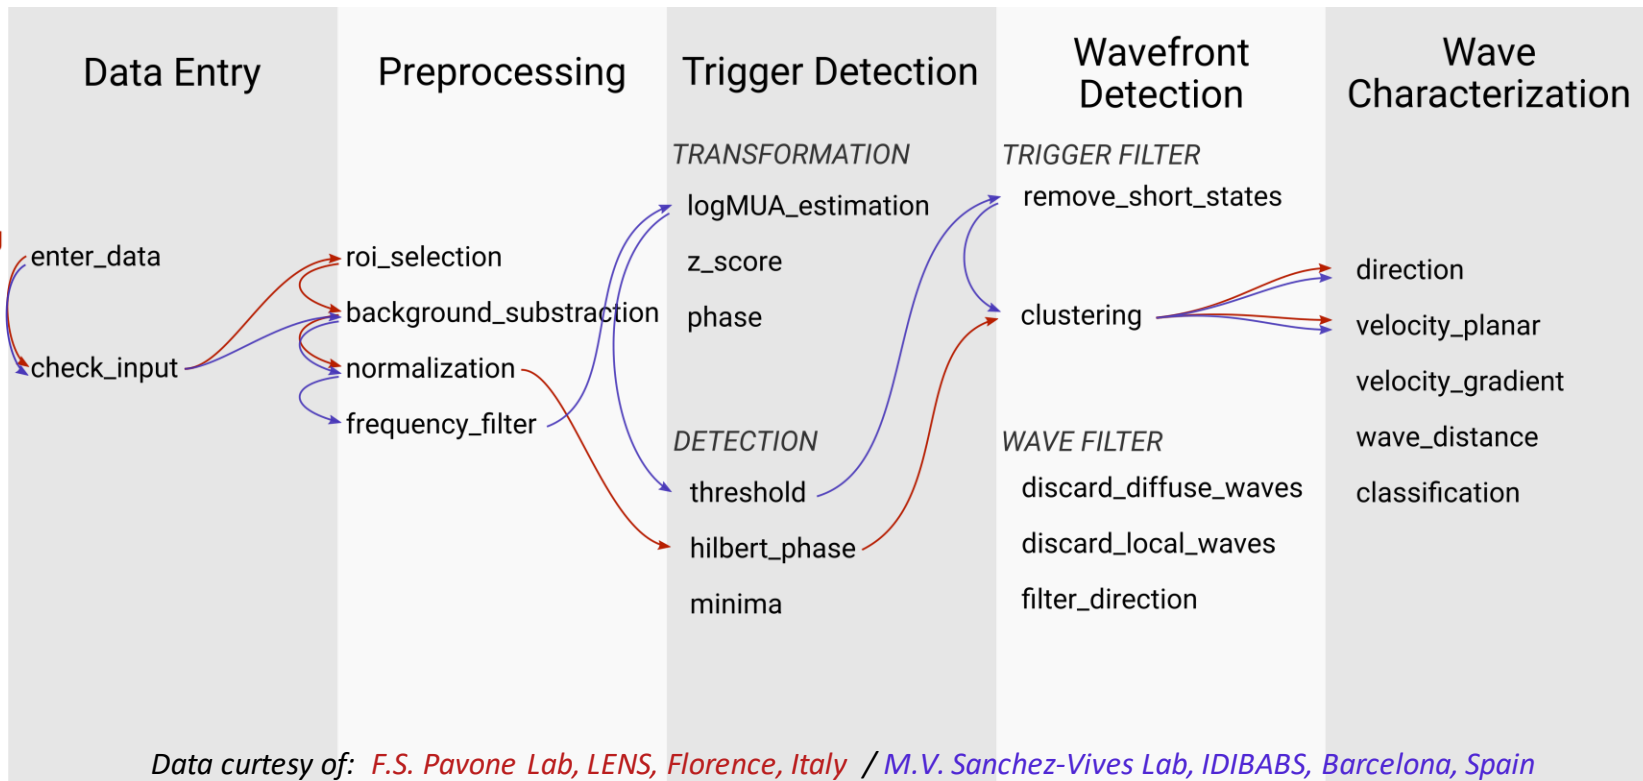 Data Entry
enter_data
check_input
Preprocessing
roi_selection
background_substraction
normalization
frequency_filter
Trigger Detection
TRANSFORMATION
logMUA_estimation
z_score
phase
DETECTION
threshold
hilbert_phase
minima
Wavefront
Detection
TRIGGER FILTER
remove_short_states
clustering
WAVE FILTER
discard_diffuse_waves
discard_local_waves
filter_direction
Wave
Characterization
direction
velocity_planar
velocity_gradient
wave_distance
classification
Data curtesy of: F.S. Pavone Lab, LENS, Florence, Italy / M.V. Sanchez-Vives Lab, IDIBABS, Barcelona, Spain